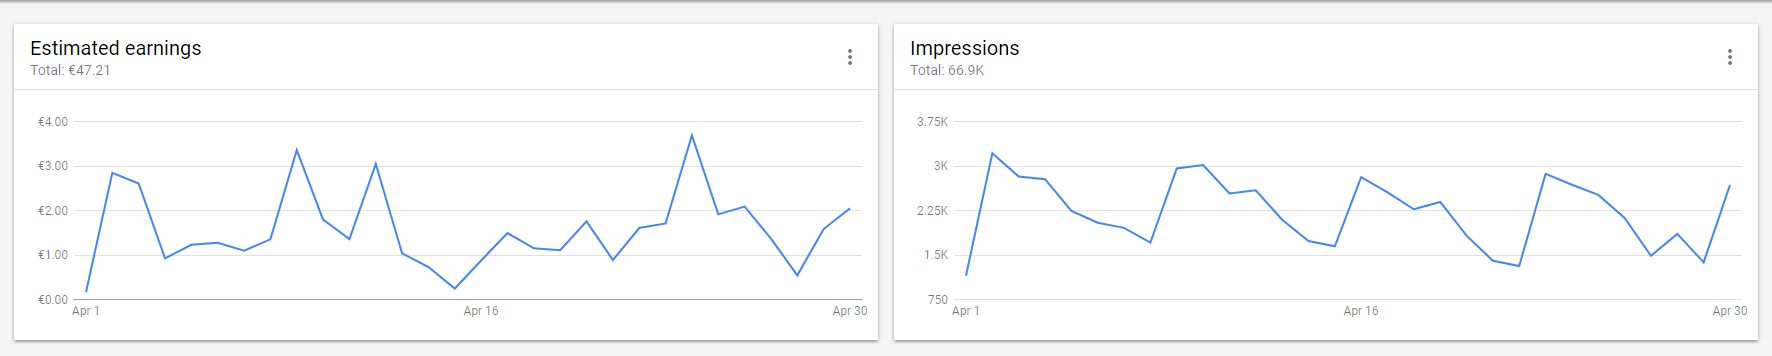 Estimated earnings
Total: €47.21
€4.00
€3.00
€2.00
€1.00
€0.00
Apr 1
Apr 16
Apr 30
Impressions
Total: 66.9K
3.75K
3K
2.25K
1.5K
750
Apr 1
Apr 16
Apr 30